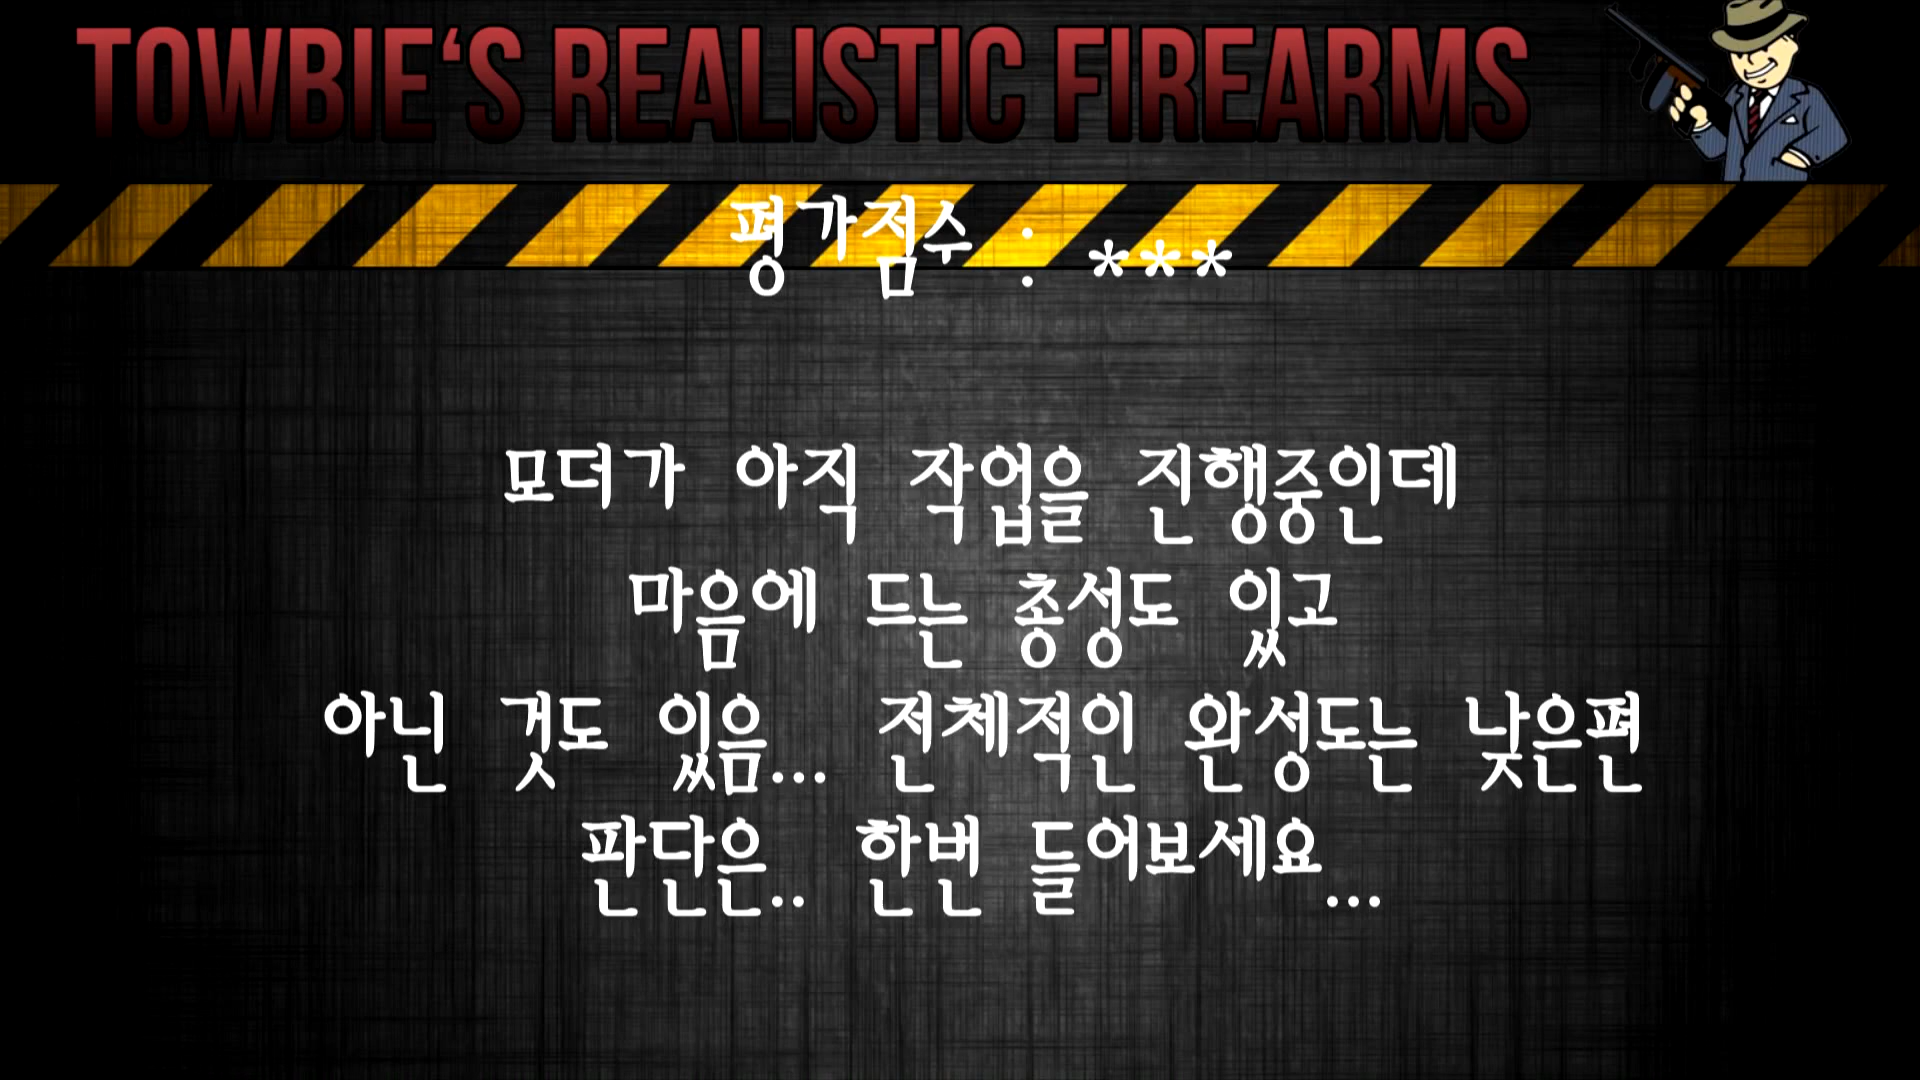 TOWBIE‘S REALISTIC FIREARMS
평가점수 : ***
모더가 아직 작업을 진행중인데
마음에 드는 총성도 있고
아닌 것도 있음... 전체적인 완성도는 낮은편
판단은.. 한번 들어보세요...